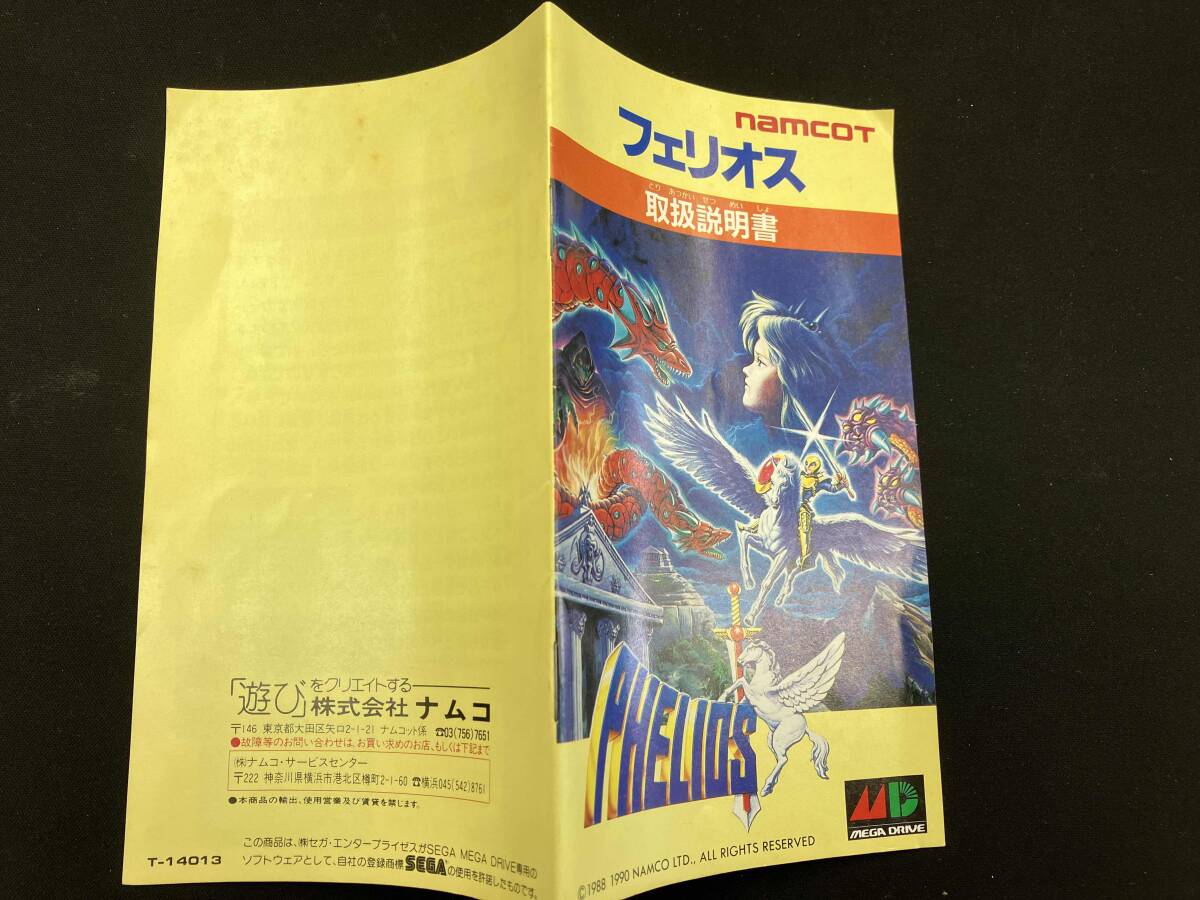 namcoT
フェリオス
とり あつかい せつ めい しょ
取扱説明書
PHELIOS
MEGA DRIVE
©1988 1990 NAMCO LTD., ALL RIGHTS RESERVED
「遊び」をクリエイトする
株式会社 ナムコ
〒146 東京都大田区矢口2-1-21 ナムコット係 ☎03(756)7651
●故障等のお問い合わせは、お買い求めのお店、もしくは下記まで
㈱ナムコ・サービスセンター
〒222 神奈川県横浜市港北区樽町2-1-60 ☎横浜045(542)8761
●本商品の輸出、使用営業及び賃貸を禁じます。
この商品は、㈱セガ・エンタープライゼスがSEGA MEGA DRIVE専用の
ソフトウェアとして、自社の登録商標SEGAの使用を許諾したものです。
T-14013